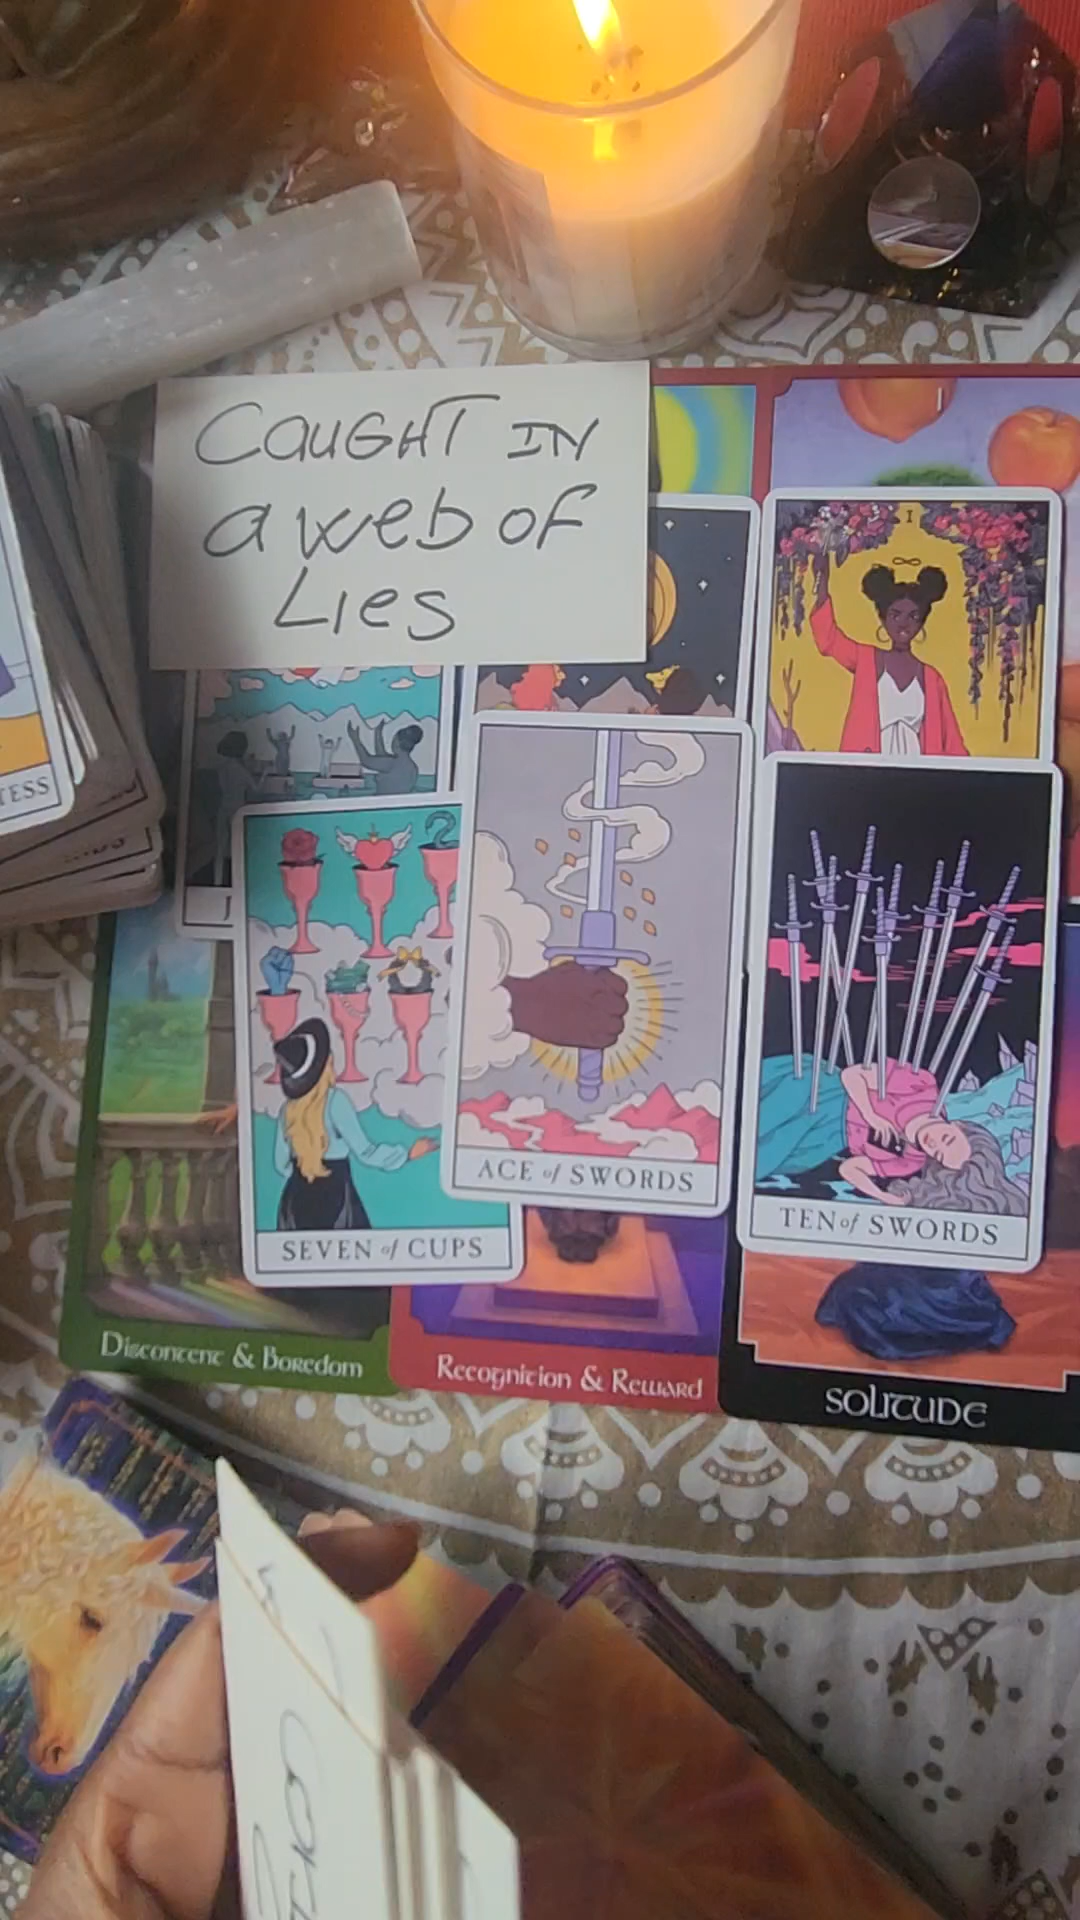 CAUGHT IN
a web of
Lies
I
TESS
SEVEN of CUPS
ACE of SWORDS
TEN of SWORDS
Discontent & Boredom
Recognition & Reward
SOLITUDE